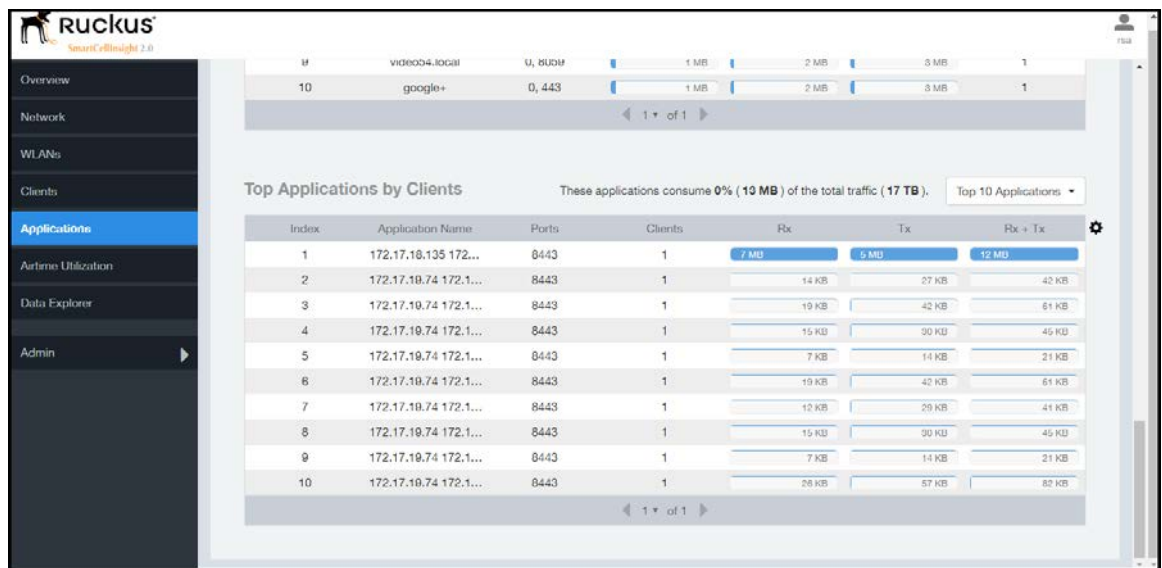 RUCKUS
SmartCellInsight 2.0
rsa
Overview
Network
WLANs
Clients
Applications
Airtime Utilization
Data Explorer
Admin
9 video54.local 0, 8059 1 MB 2 MB 3 MB 1
10 google+ 0, 443 1 MB 2 MB 3 MB 1
1 of 1
Top Applications by Clients These applications consume 0% ( 13 MB ) of the total traffic ( 17 TB ). Top 10 Applications
Index Application Name Ports Clients Rx Tx Rx + Tx
1 172.17.18.135 172... 8443 1 7 MB 5 MB 12 MB
2 172.17.19.74 172.1... 8443 1 14 KB 27 KB 42 KB
3 172.17.19.74 172.1... 8443 1 19 KB 42 KB 61 KB
4 172.17.19.74 172.1... 8443 1 15 KB 30 KB 45 KB
5 172.17.19.74 172.1... 8443 1 7 KB 14 KB 21 KB
6 172.17.19.74 172.1... 8443 1 19 KB 42 KB 61 KB
7 172.17.19.74 172.1... 8443 1 12 KB 29 KB 41 KB
8 172.17.19.74 172.1... 8443 1 15 KB 30 KB 45 KB
9 172.17.19.74 172.1... 8443 1 7 KB 14 KB 21 KB
10 172.17.19.74 172.1... 8443 1 26 KB 57 KB 82 KB
1 of 1